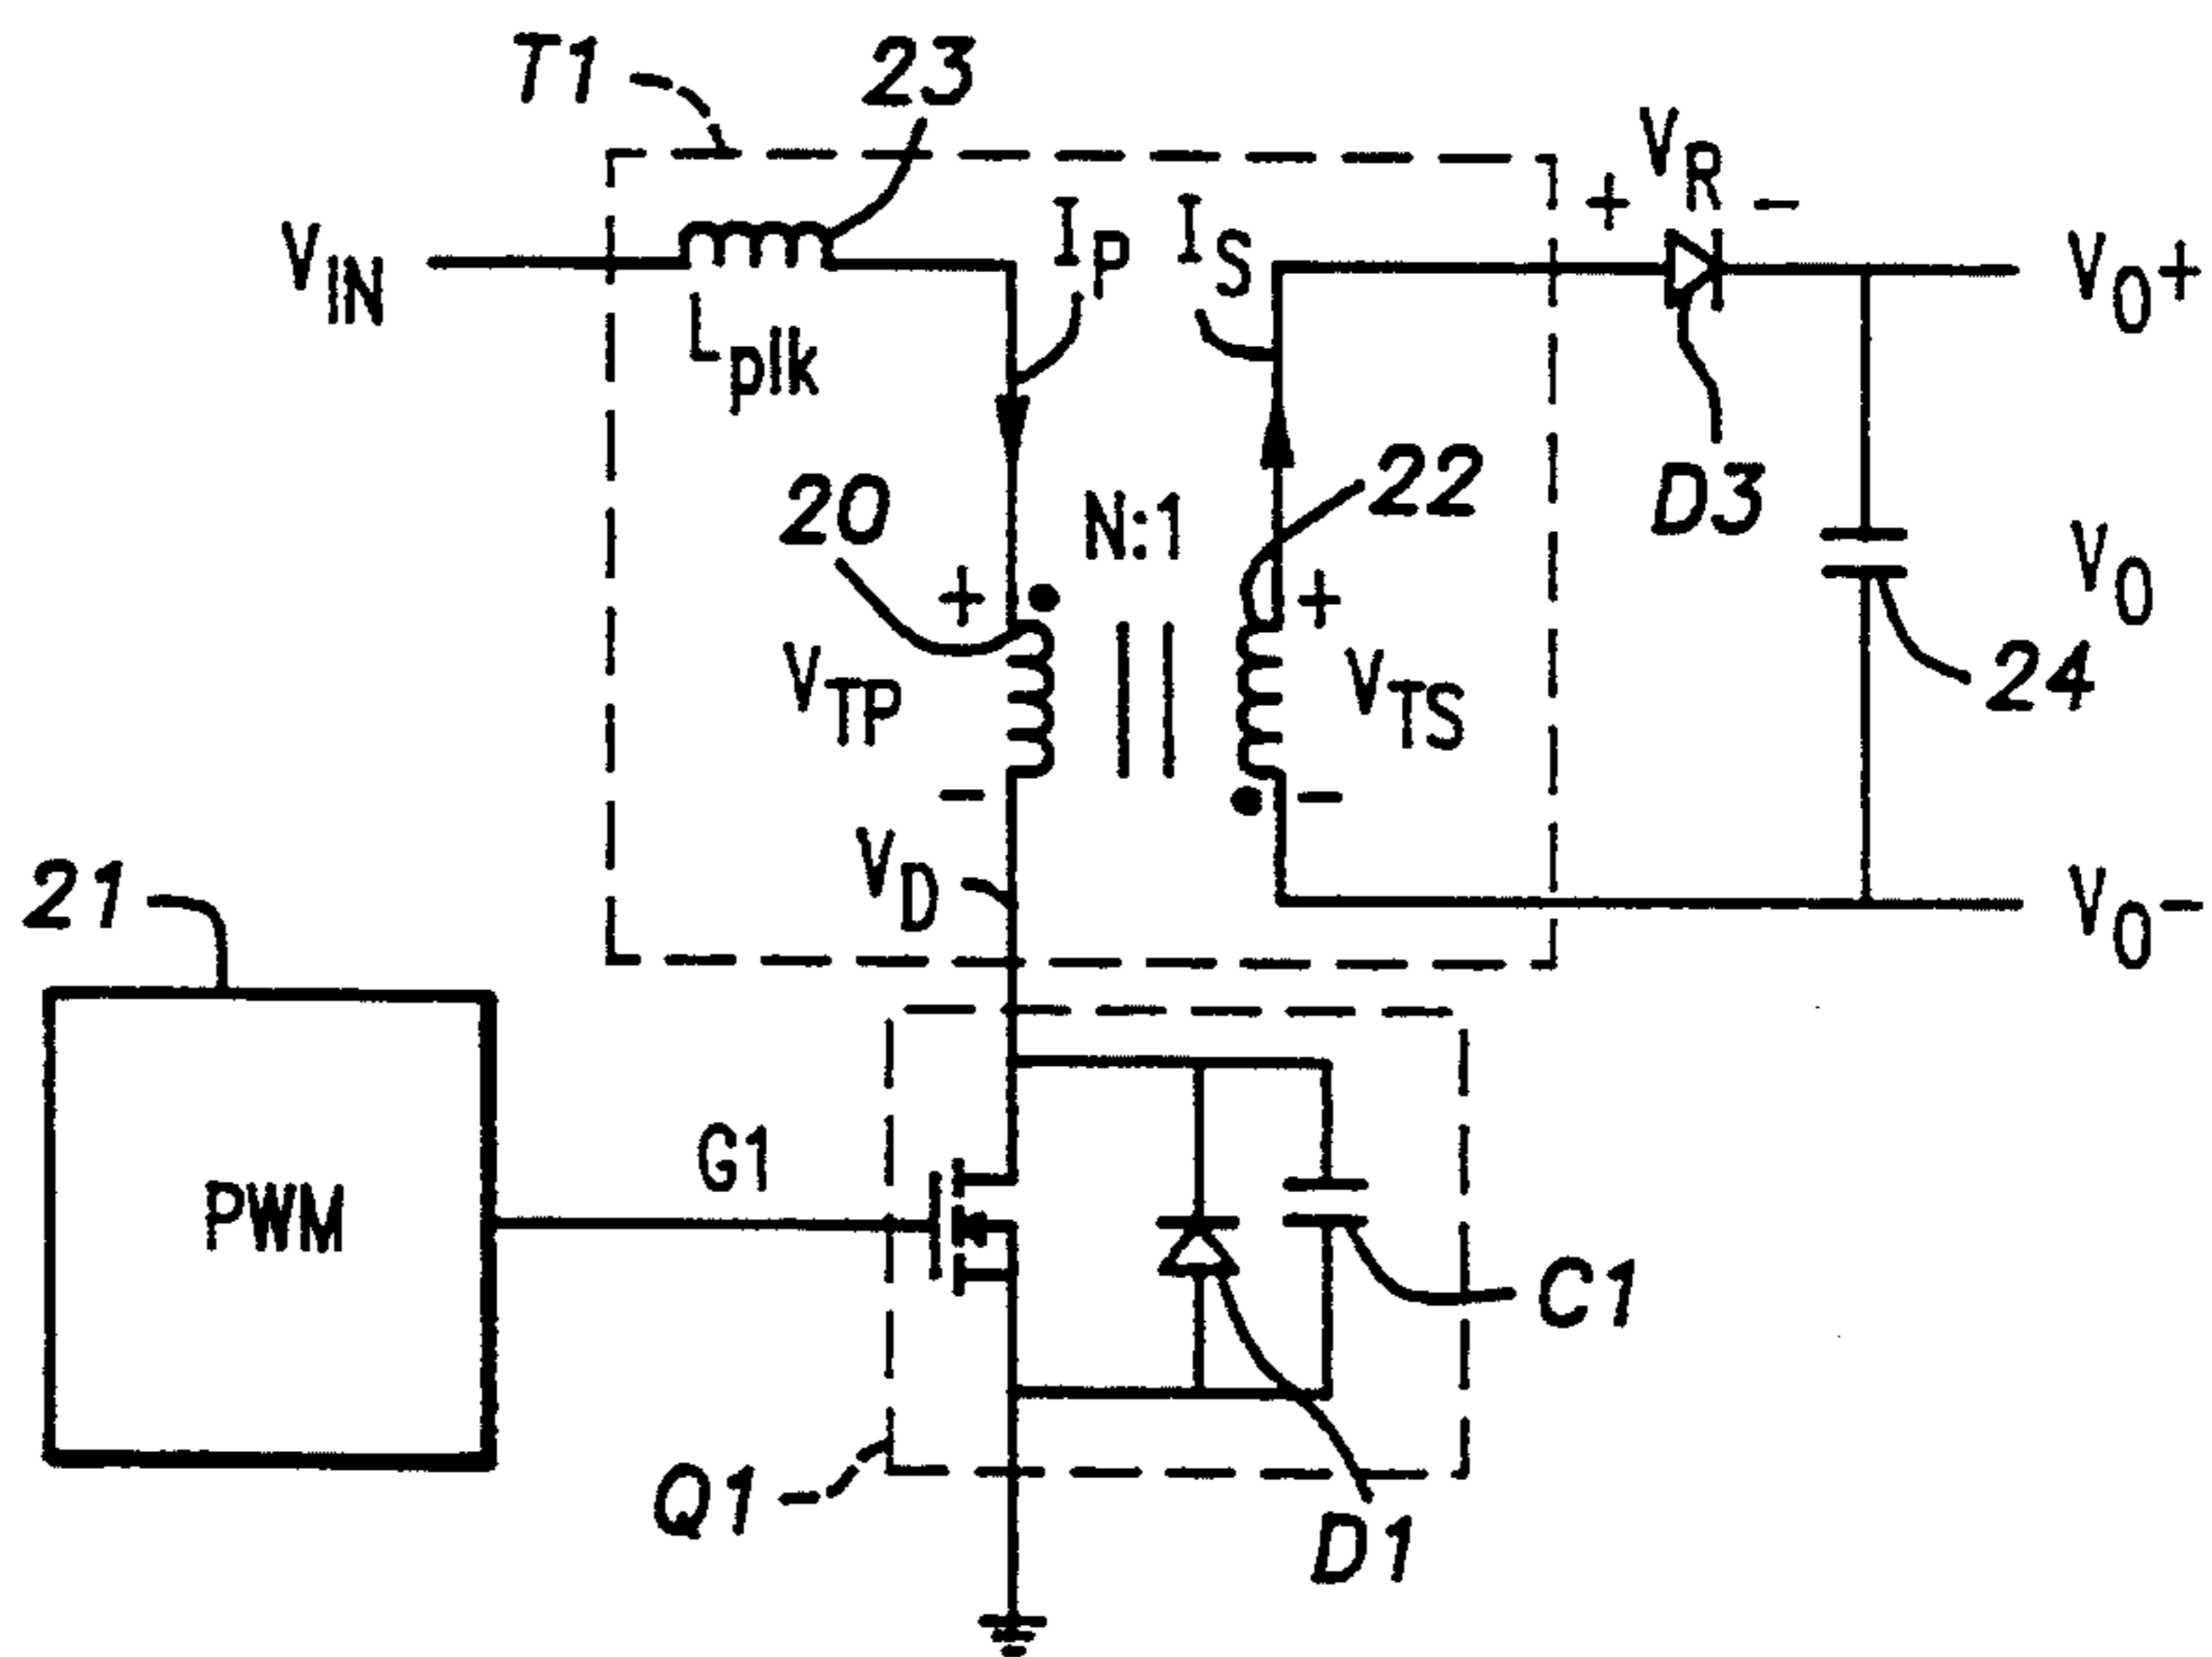 T1
23
V_R
+ -
V_IN
I_P
I_S
V_O+
L_plk
20
N:1
22
D3
V_O
+
+
V_TP
V_TS
24
-
-
V_D
21
V_O-
G1
PWM
C1
Q1
D1